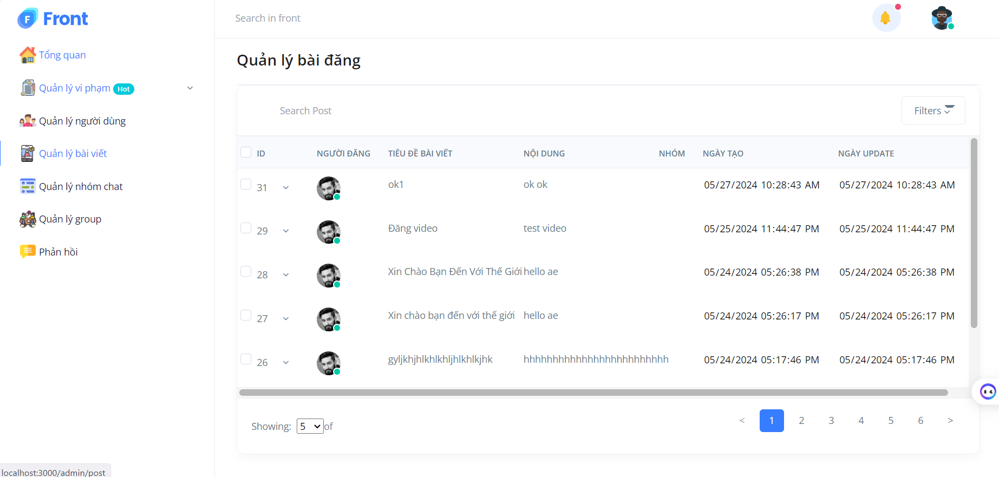 F Front
Search in front
Tổng quan
Quản lý vi phạm Hot
Quản lý người dùng
Quản lý bài viết
Quản lý nhóm chat
Quản lý group
Phản hồi
Quản lý bài đăng
Search Post
Filters
ID NGƯỜI ĐĂNG TIÊU ĐỀ BÀI VIẾT NỘI DUNG NHÓM NGÀY TẠO NGÀY UPDATE
31 ok1 ok ok 05/27/2024 10:28:43 AM 05/27/2024 10:28:43 AM
29 Đăng video test video 05/25/2024 11:44:47 PM 05/25/2024 11:44:47 PM
28 Xin Chào Bạn Đến Với Thế Giới hello ae 05/24/2024 05:26:38 PM 05/24/2024 05:26:38 PM
27 Xin chào bạn đến với thế giới hello ae 05/24/2024 05:26:17 PM 05/24/2024 05:26:17 PM
26 gyljkhjhlkhlkhljhlkhlkjhk hhhhhhhhhhhhhhhhhhhhhhhhh 05/24/2024 05:17:46 PM 05/24/2024 05:17:46 PM
Showing: 5 of
< 1 2 3 4 5 6 >
localhost:3000/admin/post